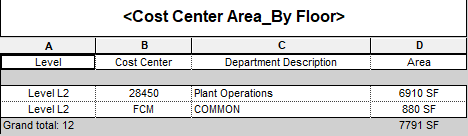 <Cost Center Area_By Floor>
A B C D
Level Cost Center Department Description Area
Level L2 28450 Plant Operations 6910 SF
Level L2 FCM COMMON 880 SF
Grand total: 12 7791 SF